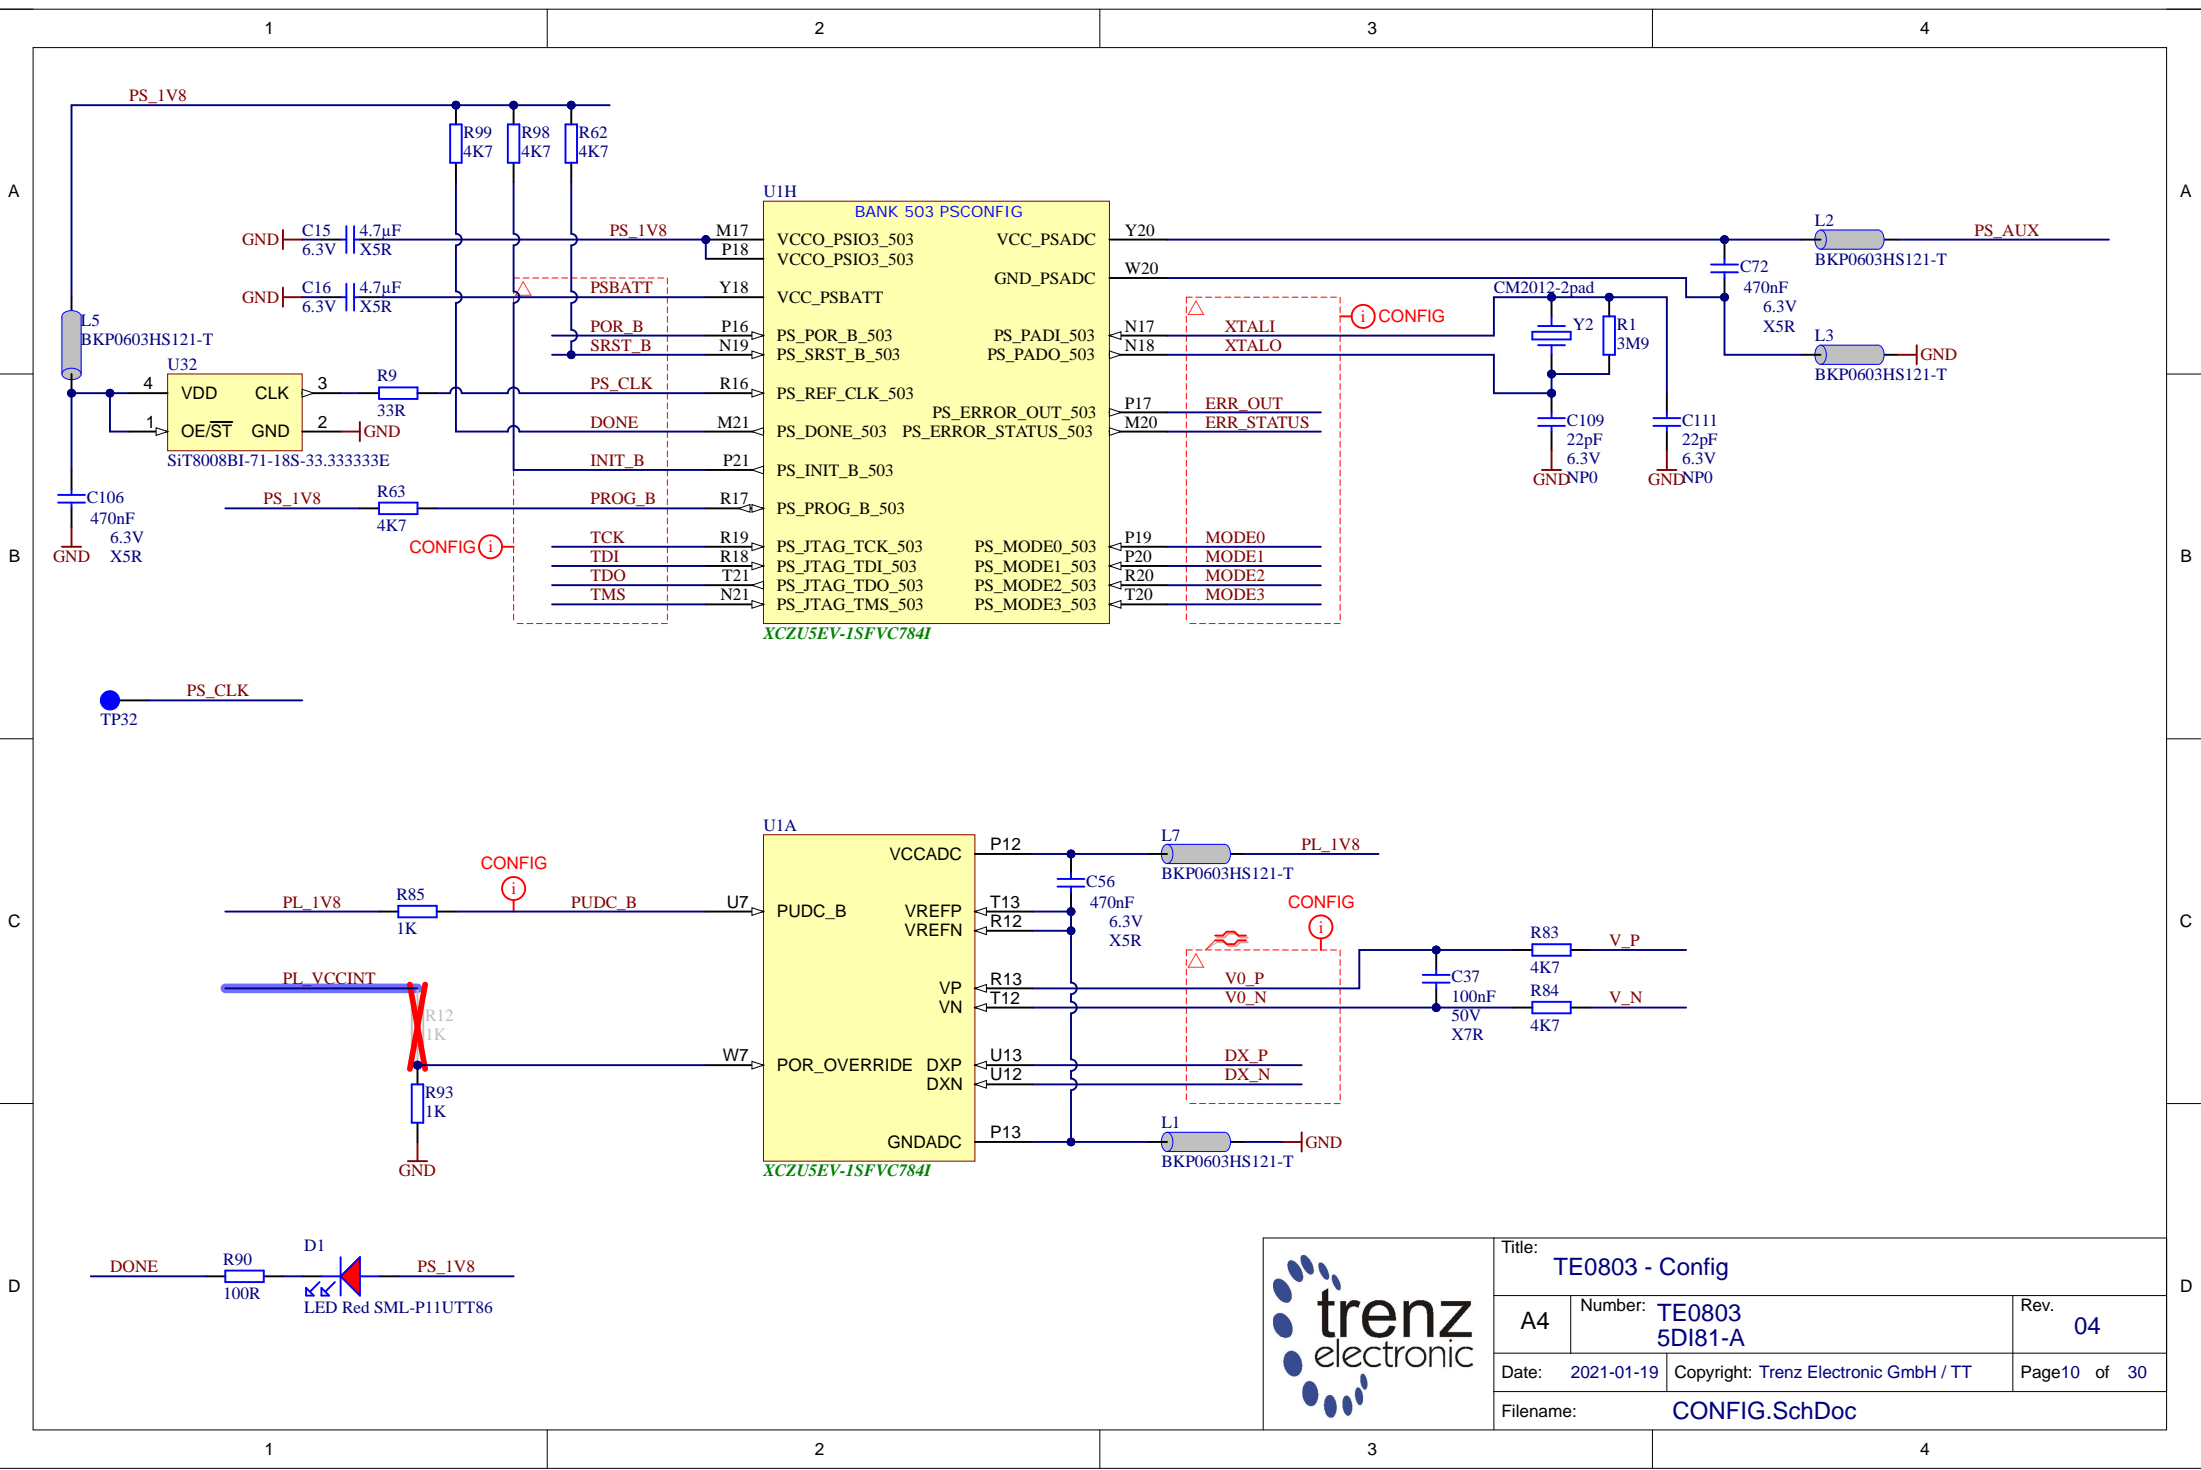 1 2 3 4
A A
B B
C C
D D
PS_1V8
R99 4K7
R98 4K7
R62 4K7
L5
BKP0603HS121-T
GND C15 6.3V 4.7µF X5R PS_1V8
GND C16 6.3V 4.7µF X5R PSBATT
POR_B
SRST_B
U32
4 VDD CLK 3
1 OE/ST GND 2 GND
SiT8008BI-71-18S-33.333333E
R9
33R
PS_CLK
DONE
INIT_B
C106
470nF
6.3V
X5R
GND
PS_1V8 R63 4K7 PROG_B
CONFIG i
TCK
TDI
TDO
TMS
U1H
BANK 503 PSCONFIG
M17 VCCO_PSIO3_503
P18 VCCO_PSIO3_503
Y18 VCC_PSBATT
P16 PS_POR_B_503
N19 PS_SRST_B_503
R16 PS_REF_CLK_503
M21 PS_DONE_503
P21 PS_INIT_B_503
R17 PS_PROG_B_503
R19 PS_JTAG_TCK_503
R18 PS_JTAG_TDI_503
T21 PS_JTAG_TDO_503
N21 PS_JTAG_TMS_503
VCC_PSADC Y20
GND_PSADC W20
PS_PADI_503 N17 XTALI
PS_PADO_503 N18 XTALO
PS_ERROR_OUT_503 P17 ERR_OUT
PS_ERROR_STATUS_503 M20 ERR_STATUS
PS_MODE0_503 P19 MODE0
PS_MODE1_503 P20 MODE1
PS_MODE2_503 R20 MODE2
PS_MODE3_503 T20 MODE3
XCZU5EV-1SFVC784I
i CONFIG
CM2012-2pad
Y2
R1
3M9
C109
22pF
6.3V
NP0
GND
C111
22pF
6.3V
NP0
GND
L2
BKP0603HS121-T
PS_AUX
C72
470nF
6.3V
X5R
L3
BKP0603HS121-T
GND
TP32
PS_CLK
PL_1V8 R85 1K PUDC_B
CONFIG
i
PL_VCCINT
R12
1K
R93
1K
GND
U1A
U7 PUDC_B
W7 POR_OVERRIDE
VCCADC P12
VREFP T13
VREFN R12
VP R13 V0_P
VN T12 V0_N
DXP U13 DX_P
DXN U12 DX_N
GNDADC P13
XCZU5EV-1SFVC784I
L7
BKP0603HS121-T
PL_1V8
C56
470nF
6.3V
X5R
CONFIG
i
C37
100nF
50V
X7R
R83 4K7 V_P
R84 4K7 V_N
L1
BKP0603HS121-T
GND
DONE R90 100R D1 PS_1V8
LED Red SML-P11UTT86
trenz
electronic
Title:
TE0803 - Config
A4 Number: TE0803 Rev. 04
5DI81-A
Date: 2021-01-19 Copyright: Trenz Electronic GmbH / TT Page10 of 30
Filename: CONFIG.SchDoc
1 2 3 4